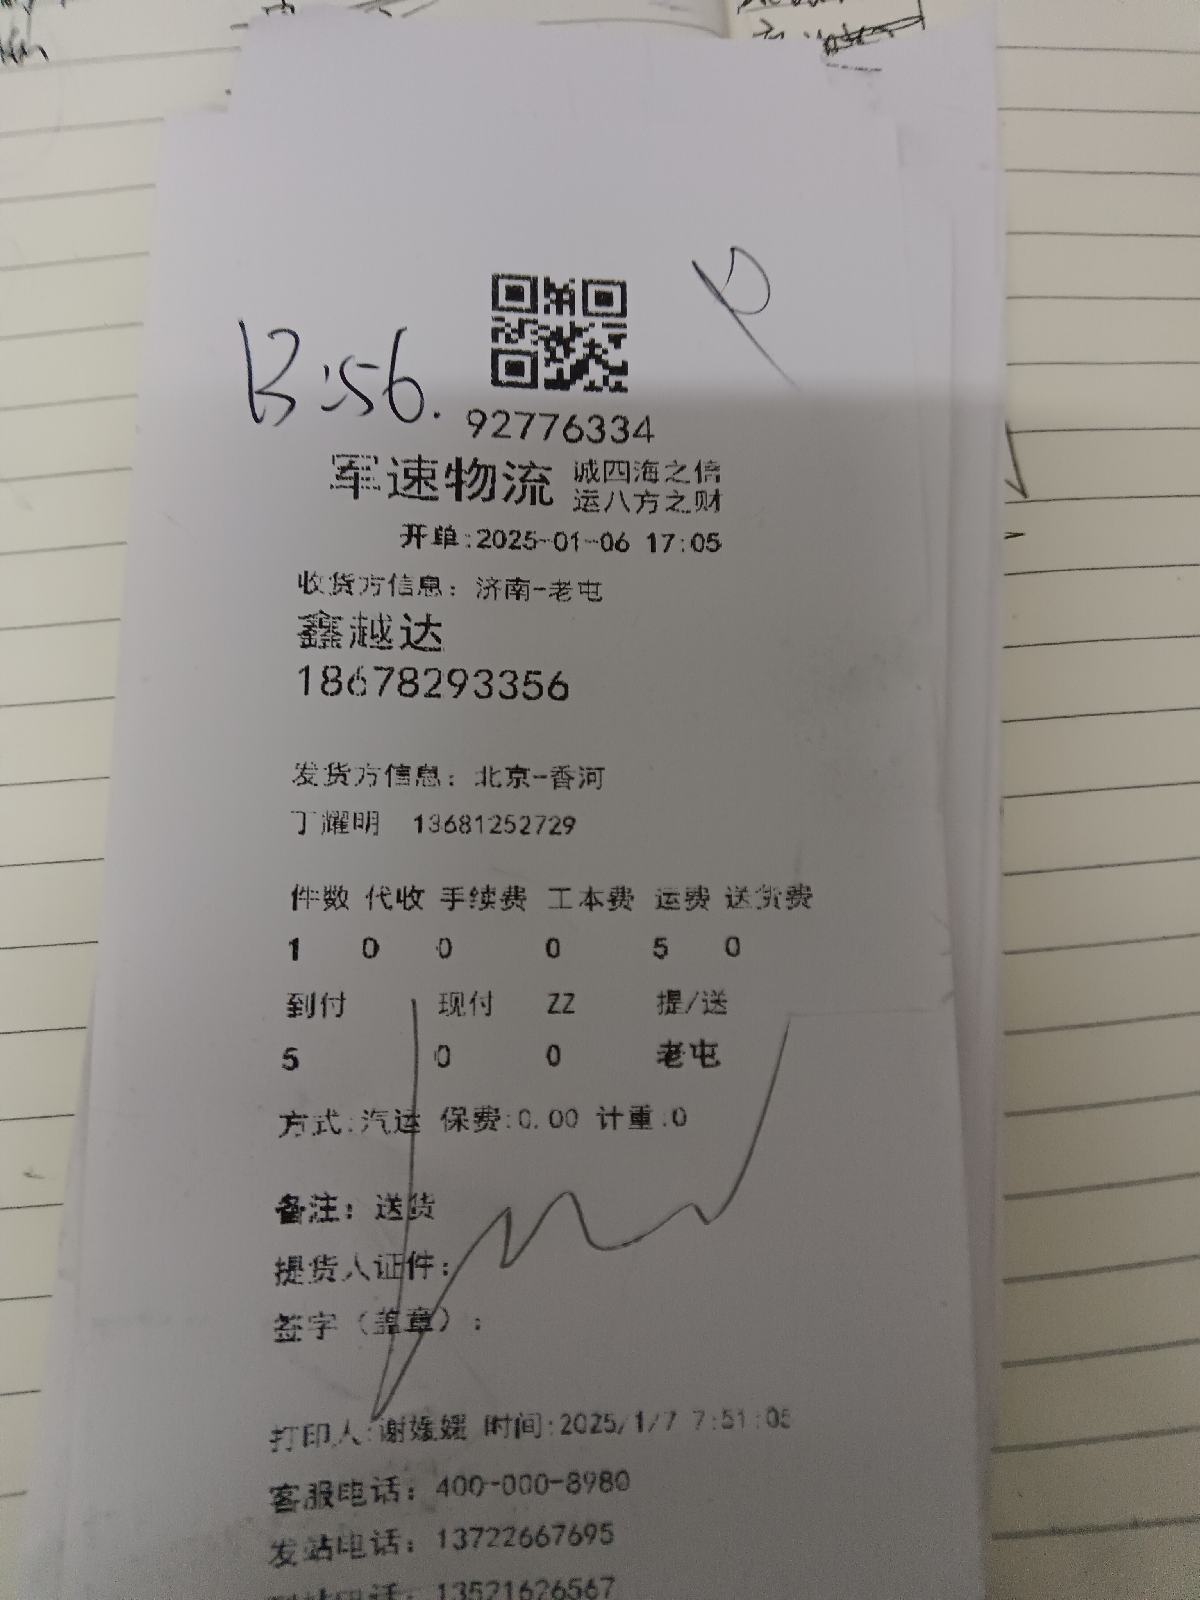 13:56.
92776334
军速物流 诚四海之信
运八方之财
开单:2025-01-06 17:05
收货方信息: 济南-老屯
鑫越达
18678293356
发货方信息: 北京-香河
丁耀明 13681252729
件数 代收 手续费 工本费 运费 送货费
1 0 0 0 5 0
到付 现付 ZZ 提/送
5 0 0 老屯
方式:汽运 保费:0.00 计重:0
备注: 送货
提货人证件:
签字(盖章):
打印人:谢媛媛 时间:2025/1/7 7:51:05
客服电话: 400-000-8980
发站电话: 13722667695
13521626567